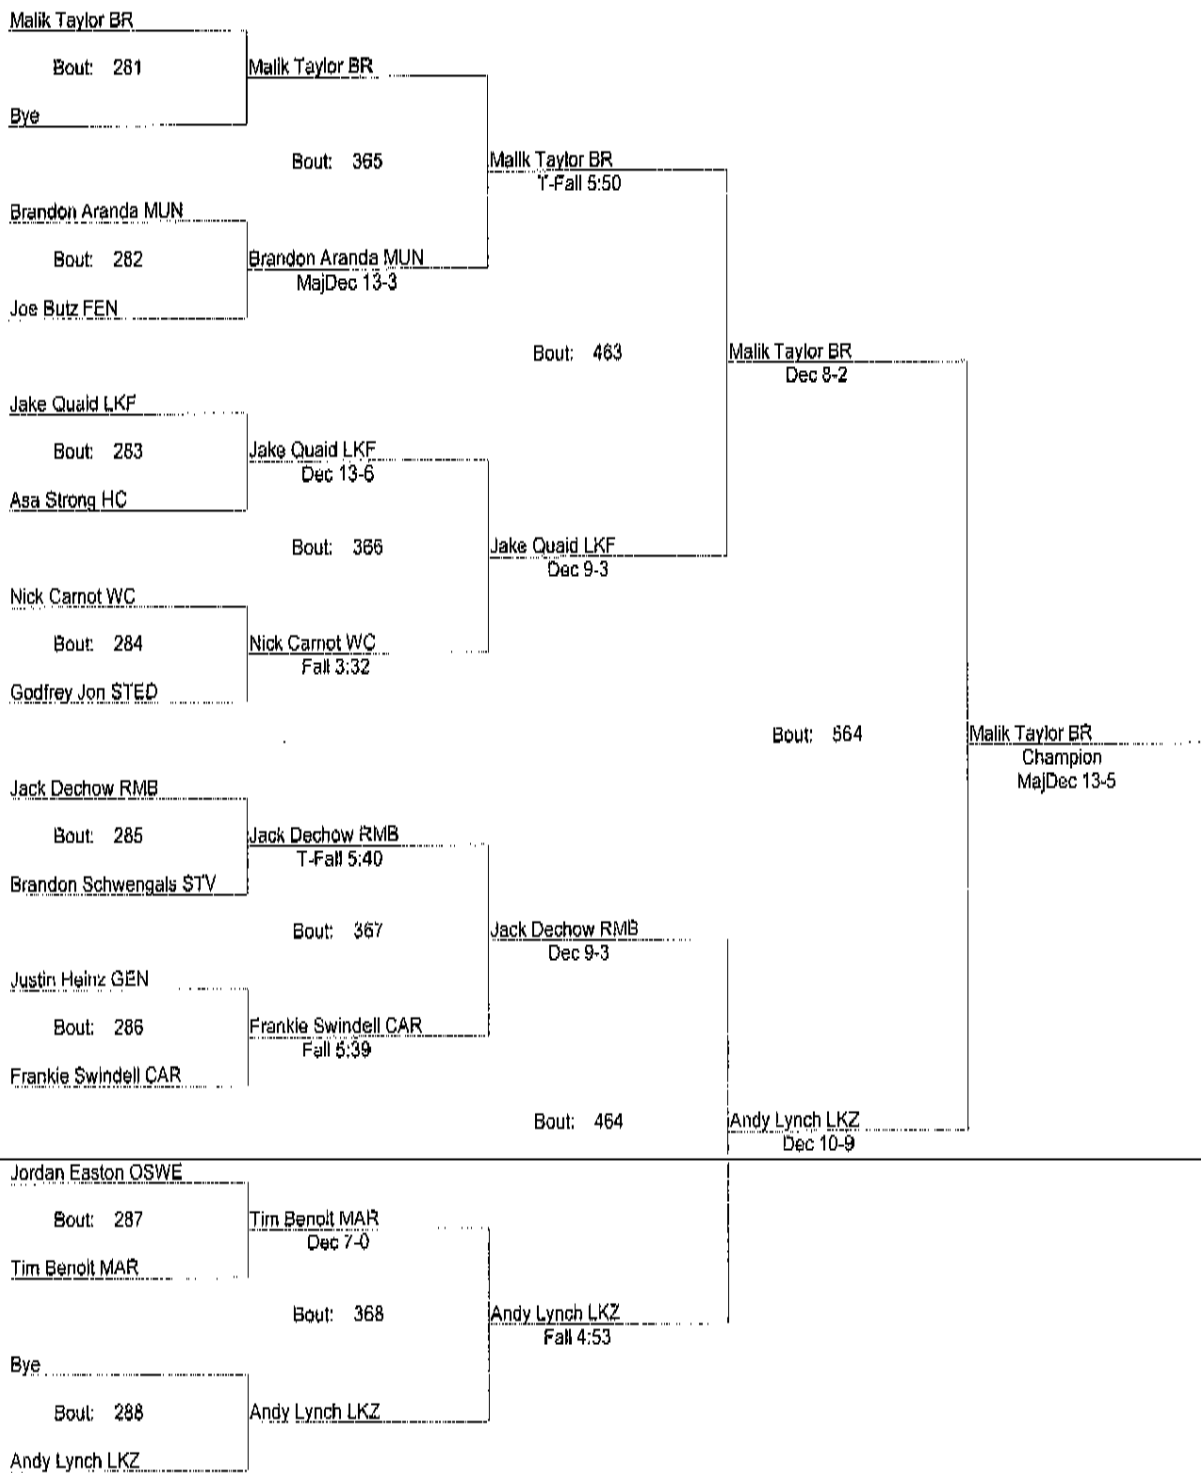 Malik Taylor BR
Bout: 281
Malik Taylor BR
Bye
Bout: 365
Malik Taylor BR
T-Fall 5:50
Brandon Aranda MUN
Bout: 282
Brandon Aranda MUN
MajDec 13-3
Joe Butz FEN
Bout: 463
Malik Taylor BR
Dec 8-2
Jake Quaid LKF
Bout: 283
Jake Quaid LKF
Dec 13-6
Asa Strong HC
Bout: 366
Jake Quaid LKF
Dec 9-3
Nick Carnot WC
Bout: 284
Nick Carnot WC
Fall 3:32
Godfrey Jon STED
Bout: 564
Malik Taylor BR
Champion
MajDec 13-5
Jack Dechow RMB
Bout: 285
Jack Dechow RMB
T-Fall 5:40
Brandon Schwengals STV
Bout: 367
Jack Dechow RMB
Dec 9-3
Justin Heinz GEN
Bout: 286
Frankie Swindell CAR
Fall 5:39
Frankie Swindell CAR
Bout: 464
Andy Lynch LKZ
Dec 10-9
Jordan Easton OSWE
Bout: 287
Tim Benoit MAR
Dec 7-0
Tim Benoit MAR
Bout: 368
Andy Lynch LKZ
Fall 4:53
Bye
Bout: 288
Andy Lynch LKZ
Andy Lynch LKZ